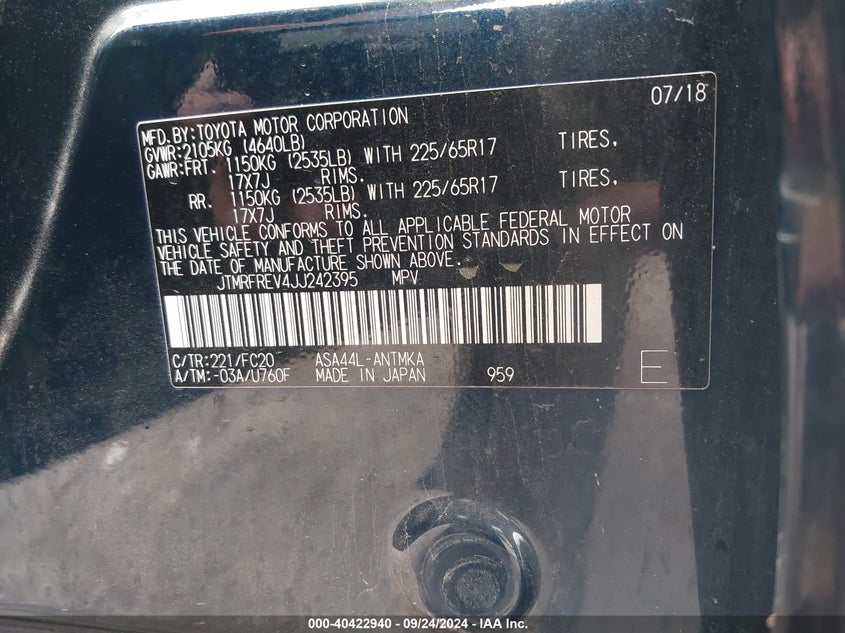 07/18
MFD.BY:TOYOTA MOTOR CORPORATION
GVWR:2105KG (4640LB)
GAWR:FRT. 1150KG (2535LB) WITH 225/65R17 TIRES,
17X7J RIMS.
RR. 1150KG (2535LB) WITH 225/65R17 TIRES,
17X7J RIMS.
THIS VEHICLE CONFORMS TO ALL APPLICABLE FEDERAL MOTOR
VEHICLE SAFETY AND THEFT PREVENTION STANDARDS IN EFFECT ON
THE DATE OF MANUFACTURE SHOWN ABOVE.
JTMRFREV4JJ242395 MPV
C/TR:221/FC20 ASA44L-ANTMKA
A/TM:-03A/U760F MADE IN JAPAN 959 E
000-40422940 - 09/24/2024 - IAA Inc.